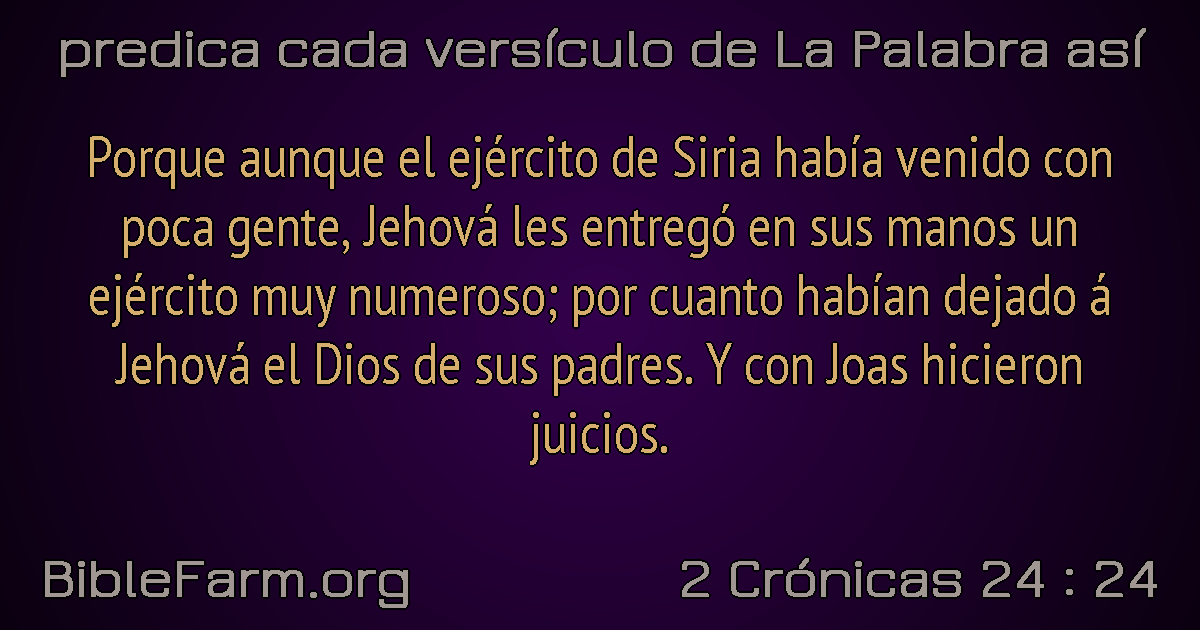 predica cada versículo de La Palabra así
Porque aunque el ejército de Siria había venido con
poca gente, Jehová les entregó en sus manos un
ejército muy numeroso; por cuanto habían dejado á
Jehová el Dios de sus padres. Y con Joas hicieron
juicios.
BibleFarm.org
2 Crónicas 24 : 24